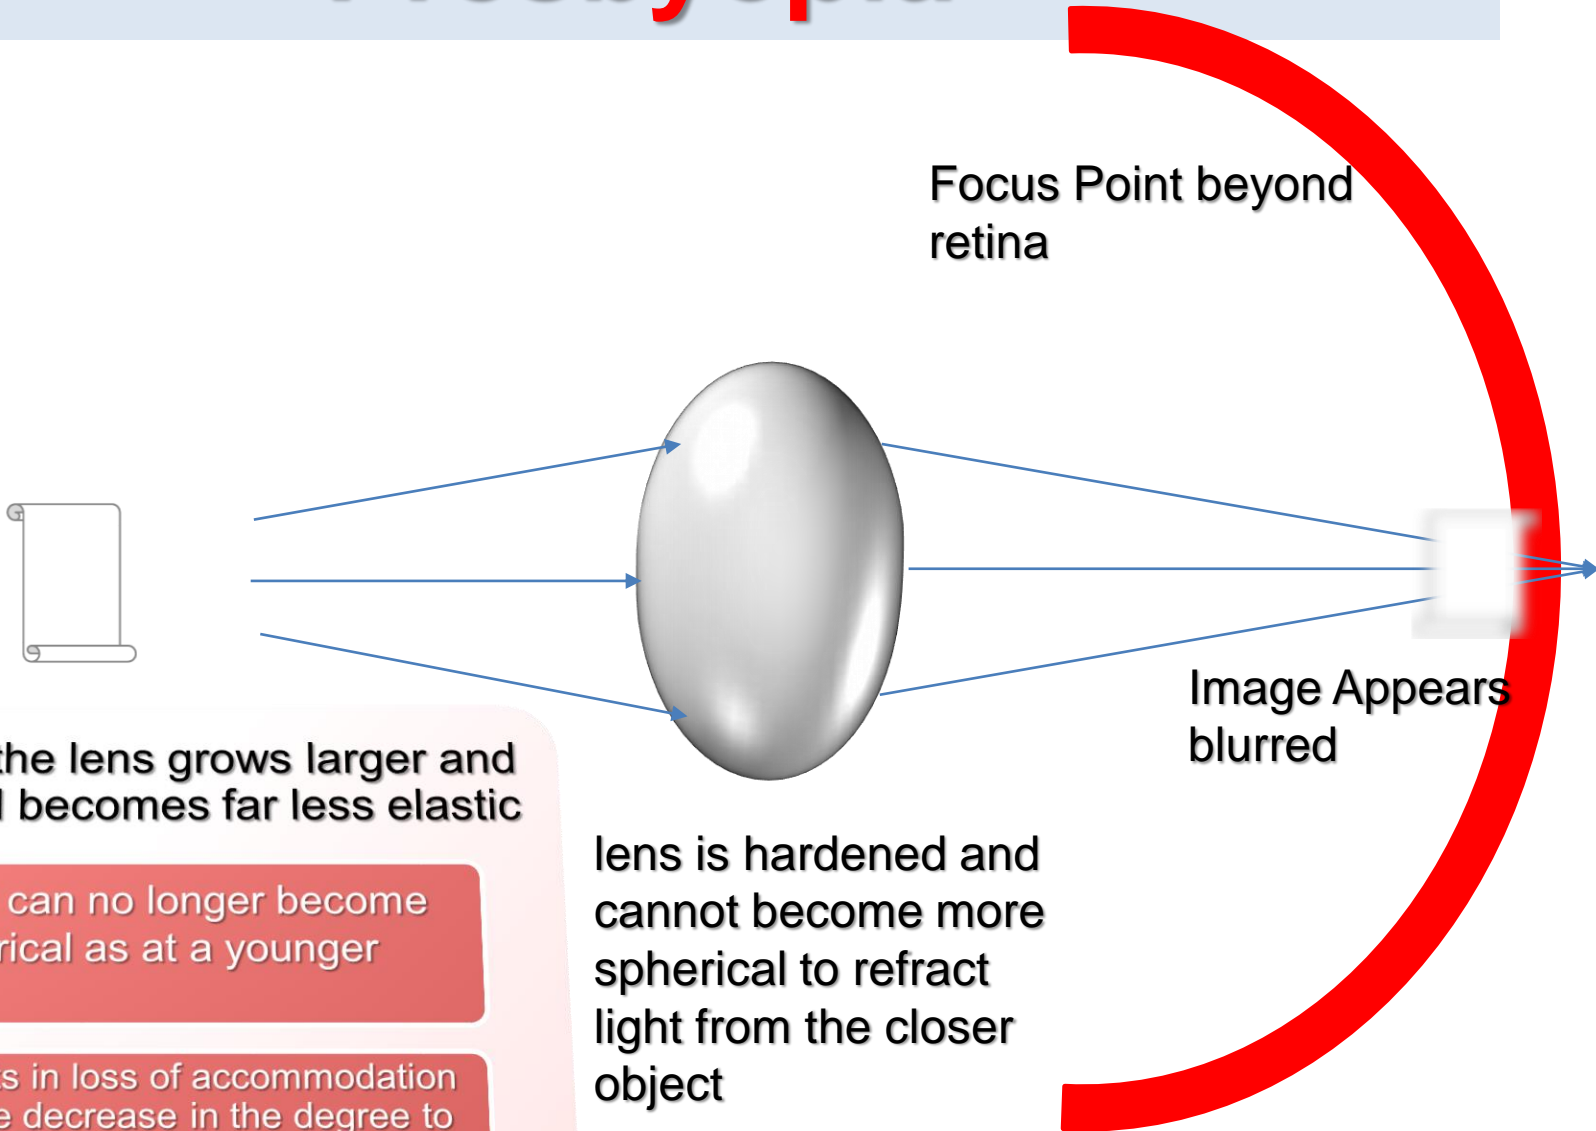 Presbyopia
Focus Point beyond
retina
Image Appears
blurred
the lens grows larger and
becomes far less elastic
can no longer become
as at a younger
in loss of accommodation
decrease in the degree to
lens is hardened and
cannot become more
spherical to refract
light from the closer
object